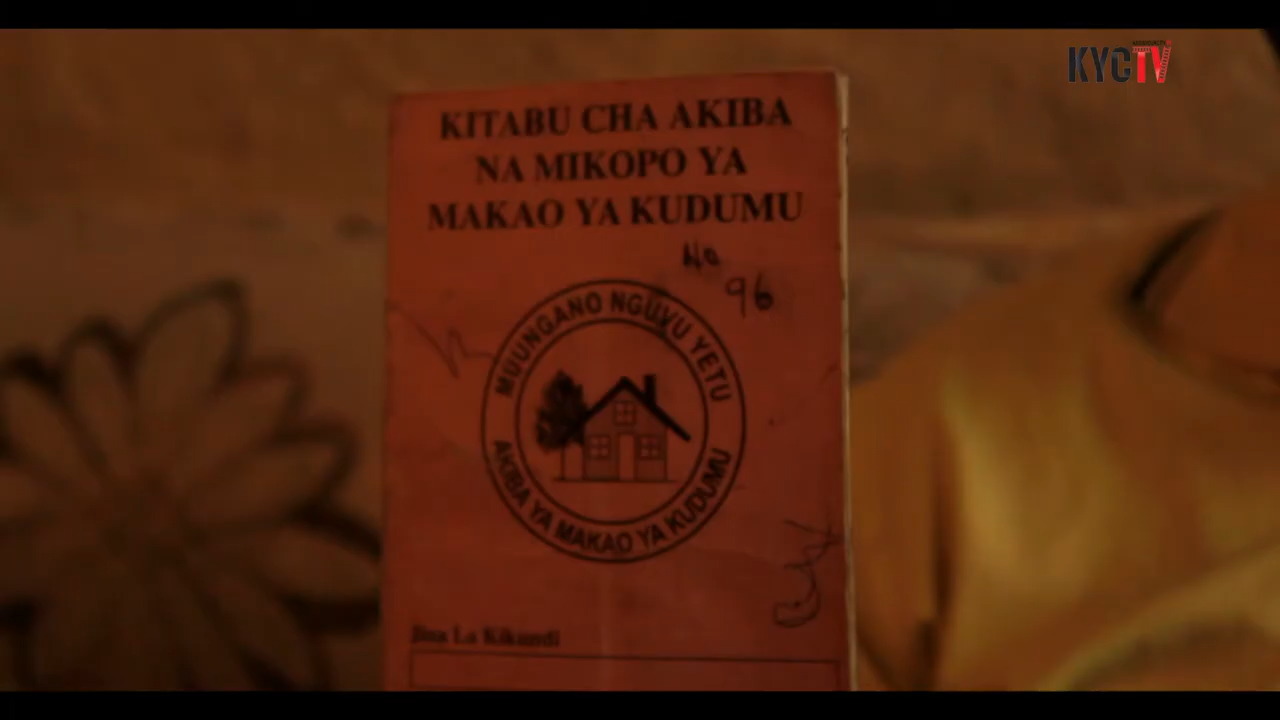 KYCTV
KITABU CHA AKIBA
NA MIKOPO YA
MAKAO YA KUDUMU
No
96
MUUNGANO NGUVU YETU
AKIBA YA MAKAO YA KUDUMU
Jina La Kikundi